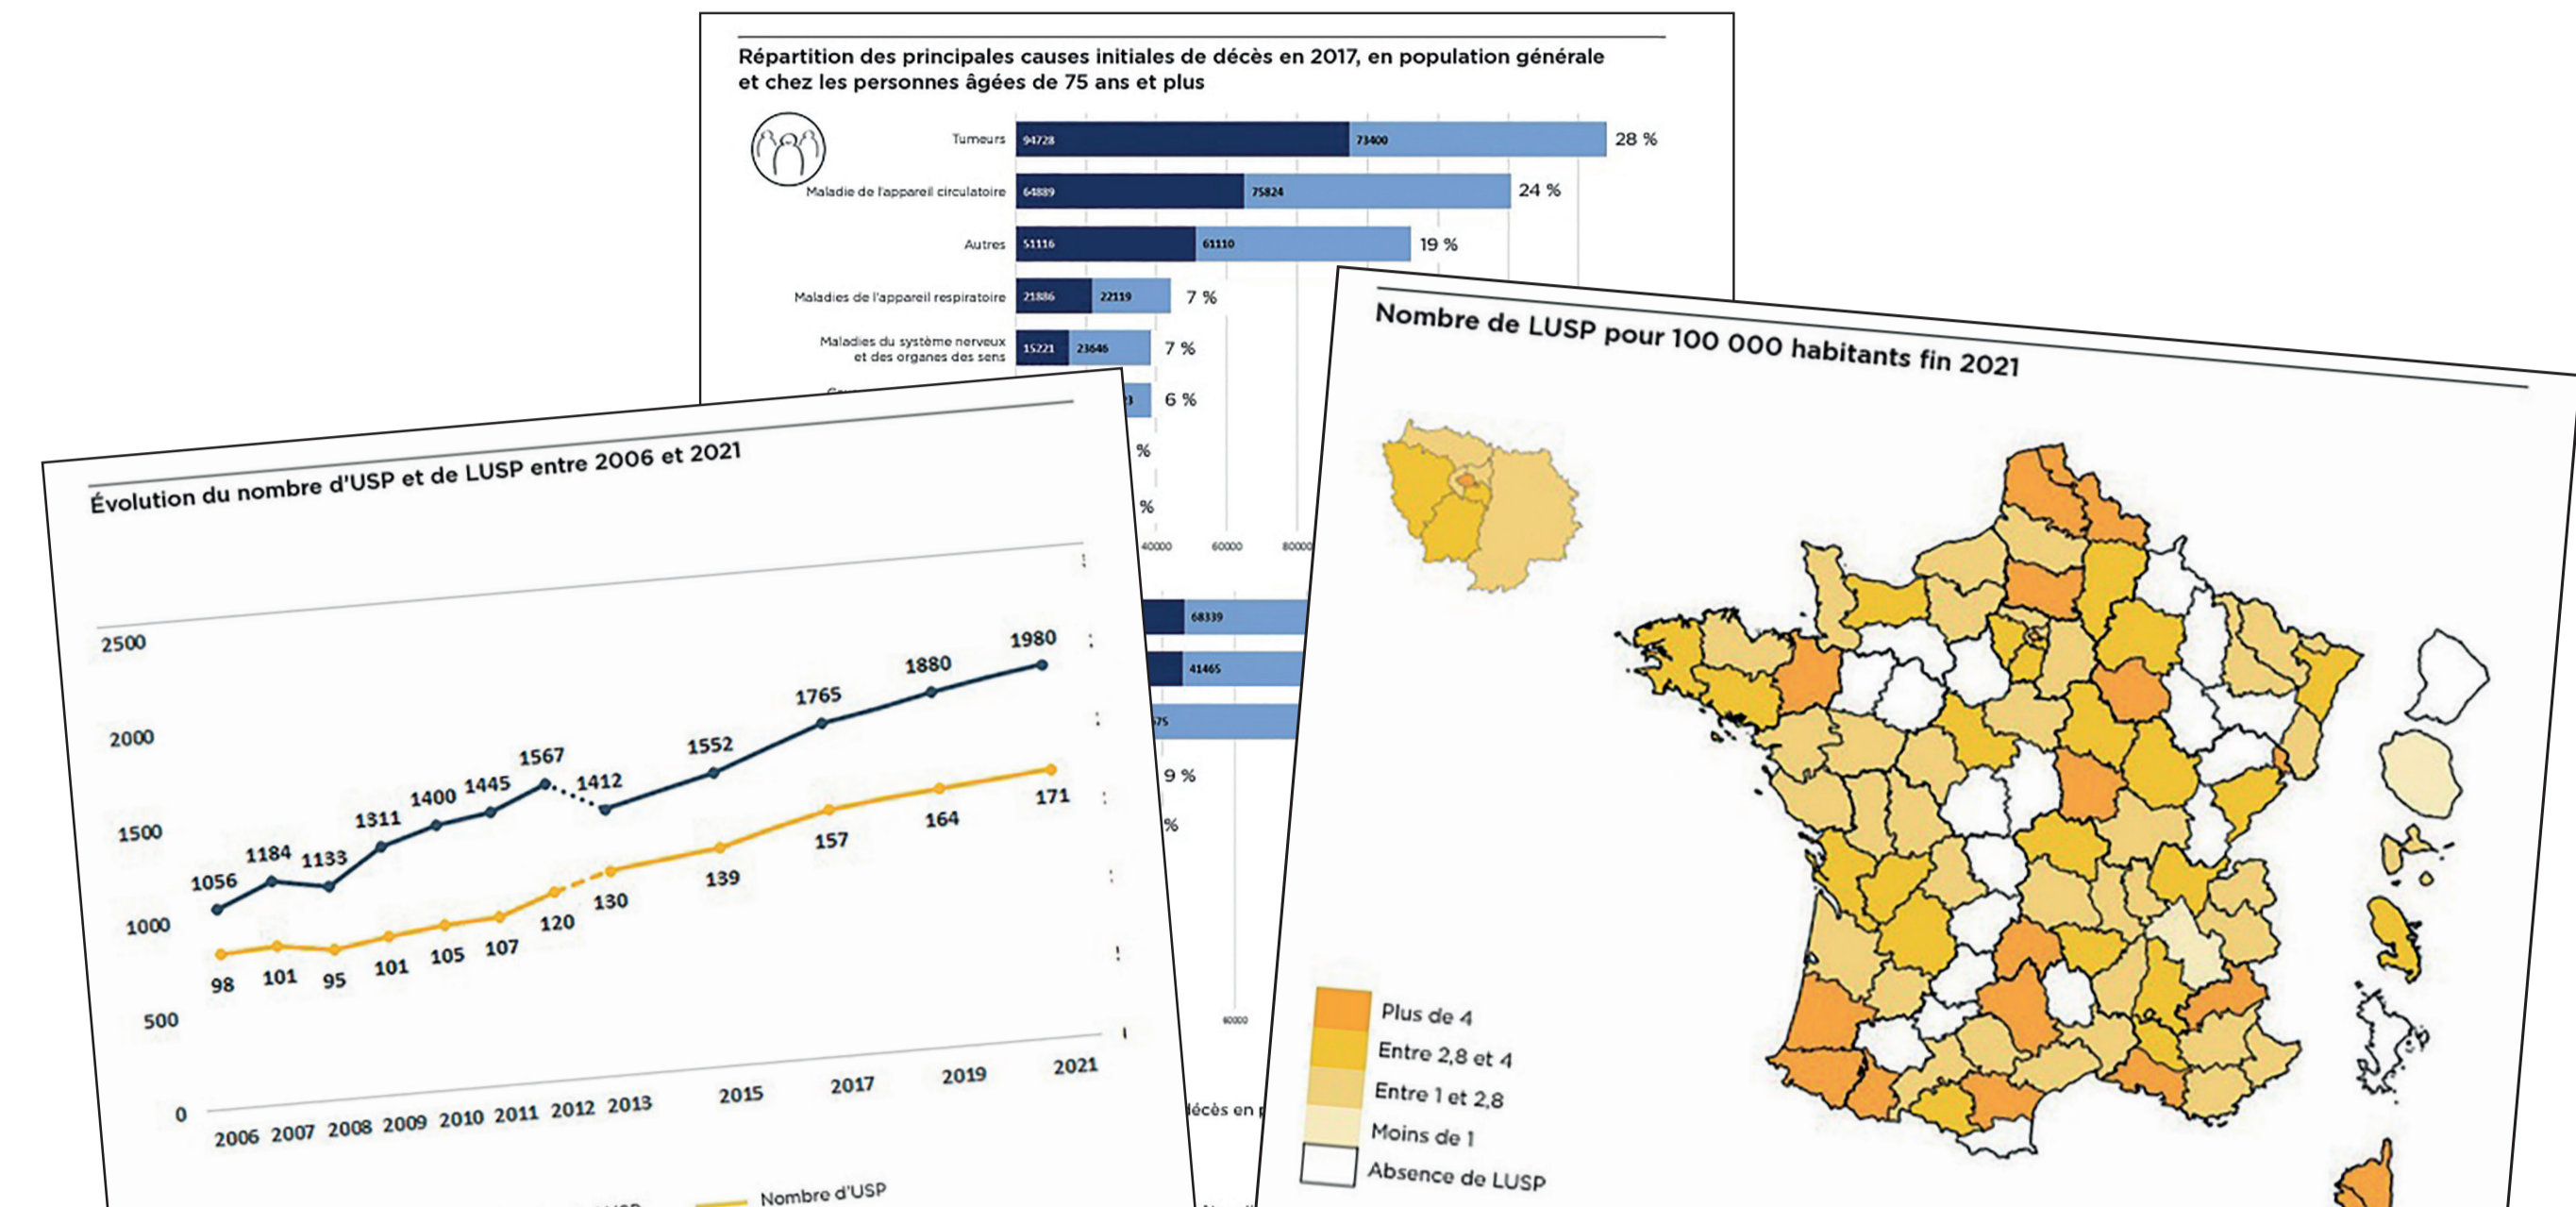 Répartition des principales causes initiales de décès en 2017, en population générale
et chez les personnes âgées de 75 ans et plus
Tumeurs 94728 73400 28 %
Maladie de l'appareil circulatoire 64889 75824 24 %
Autres 51116 61110 19 %
Maladies de l'appareil respiratoire 21886 22119 7 %
Maladies du système nerveux
et des organes des sens 15221 23646 7 %
6 %
%
%
40000 60000 80000
68339
41465
9 %
%
60000
décès en
Évolution du nombre d'USP et de LUSP entre 2006 et 2021
2500
2000
1500
1000
500
0
1056 1184 1133 1311 1400 1445 1567 1412 1552 1765 1880 1980
98 101 95 101 105 107 120 130 139 157 164 171
2006 2007 2008 2009 2010 2011 2012 2013 2015 2017 2019 2021
Nombre d'USP
Nombre de LUSP pour 100 000 habitants fin 2021
Plus de 4
Entre 2,8 et 4
Entre 1 et 2,8
Moins de 1
Absence de LUSP